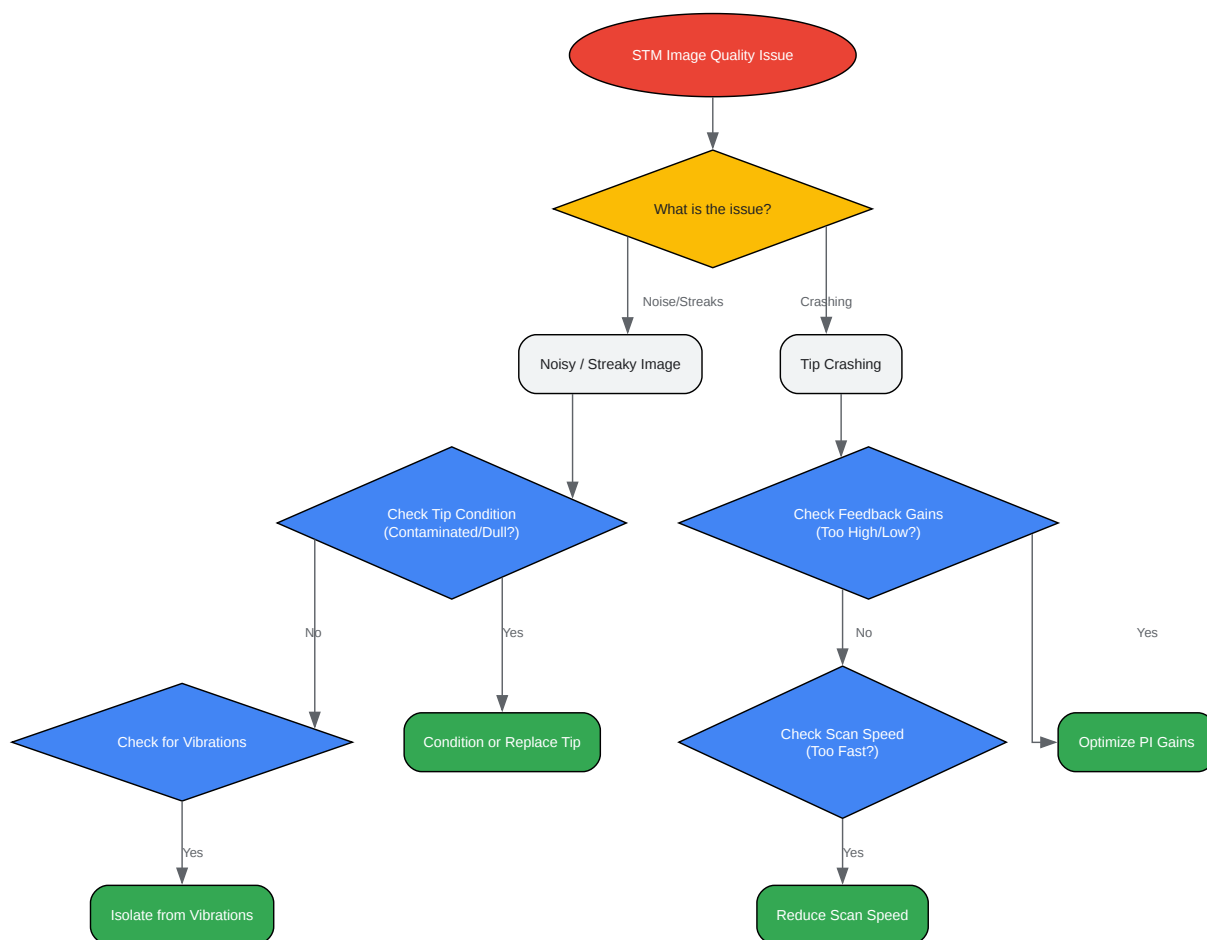 STM Image Quality Issue
What is the issue?
Noise/Streaks
Crashing
Noisy / Streaky Image
Tip Crashing
Check Tip Condition
(Contaminated/Dull?)
Check Feedback Gains
(Too High/Low?)
No
Yes
No
Yes
Check for Vibrations
Condition or Replace Tip
Check Scan Speed
(Too Fast?)
Optimize PI Gains
Yes
Yes
Isolate from Vibrations
Reduce Scan Speed